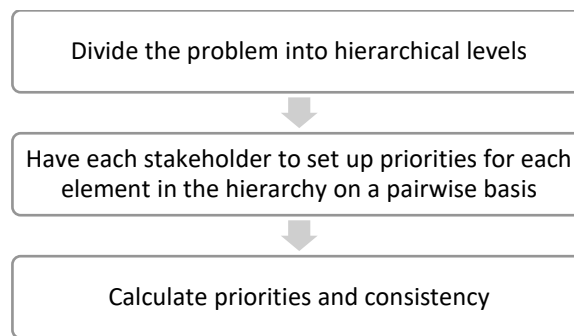 Divide the problem into hierarchical levels
Have each stakeholder to set up priorities for each
element in the hierarchy on a pairwise basis
Calculate priorities and consistency